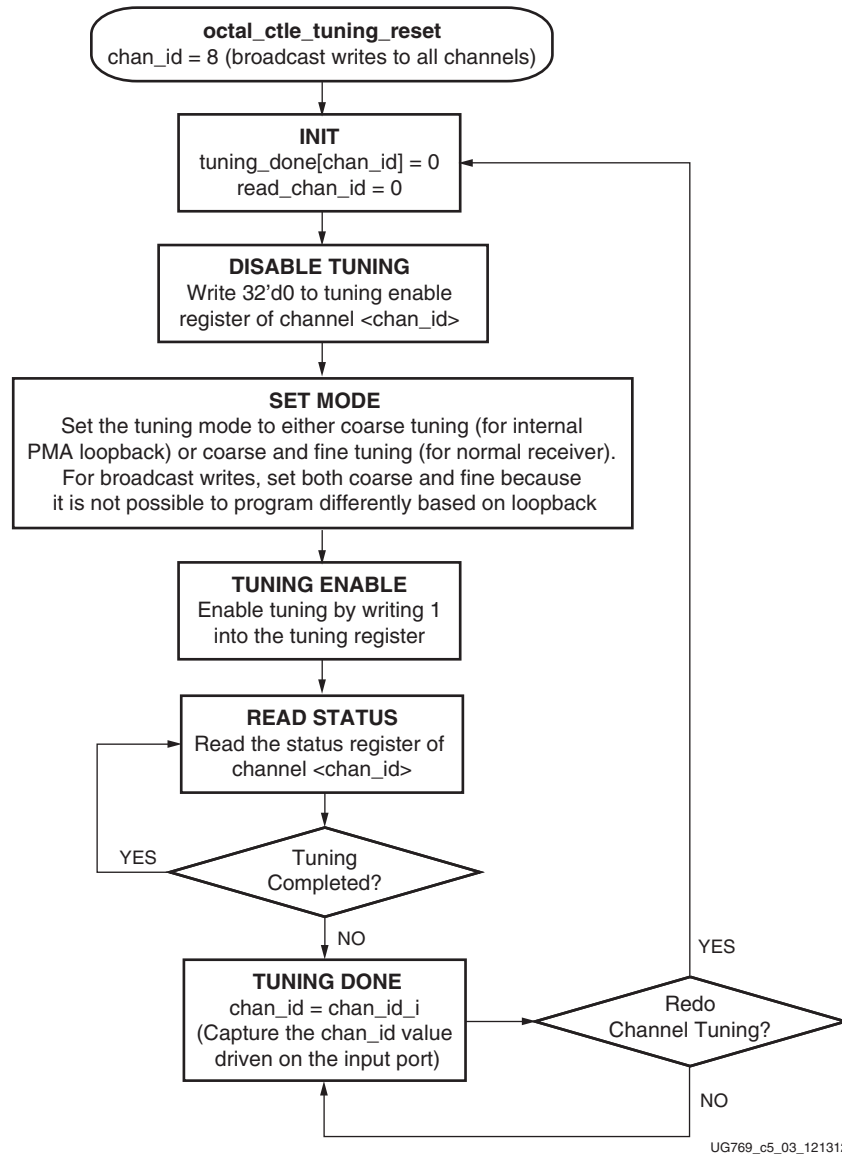 octal_ctle_tuning_reset
chan_id = 8 (broadcast writes to all channels)
INIT
tuning_done[chan_id] = 0
read_chan_id = 0
DISABLE TUNING
Write 32'd0 to tuning enable
register of channel <chan_id>
SET MODE
Set the tuning mode to either coarse tuning (for internal
PMA loopback) or coarse and fine tuning (for normal receiver).
For broadcast writes, set both coarse and fine because
it is not possible to program differently based on loopback
TUNING ENABLE
Enable tuning by writing 1
into the tuning register
READ STATUS
Read the status register of
channel <chan_id>
YES
Tuning
Completed?
NO
YES
TUNING DONE
chan_id = chan_id_i
(Capture the chan_id value
driven on the input port)
Redo
Channel Tuning?
NO
UG769_c5_03_121312